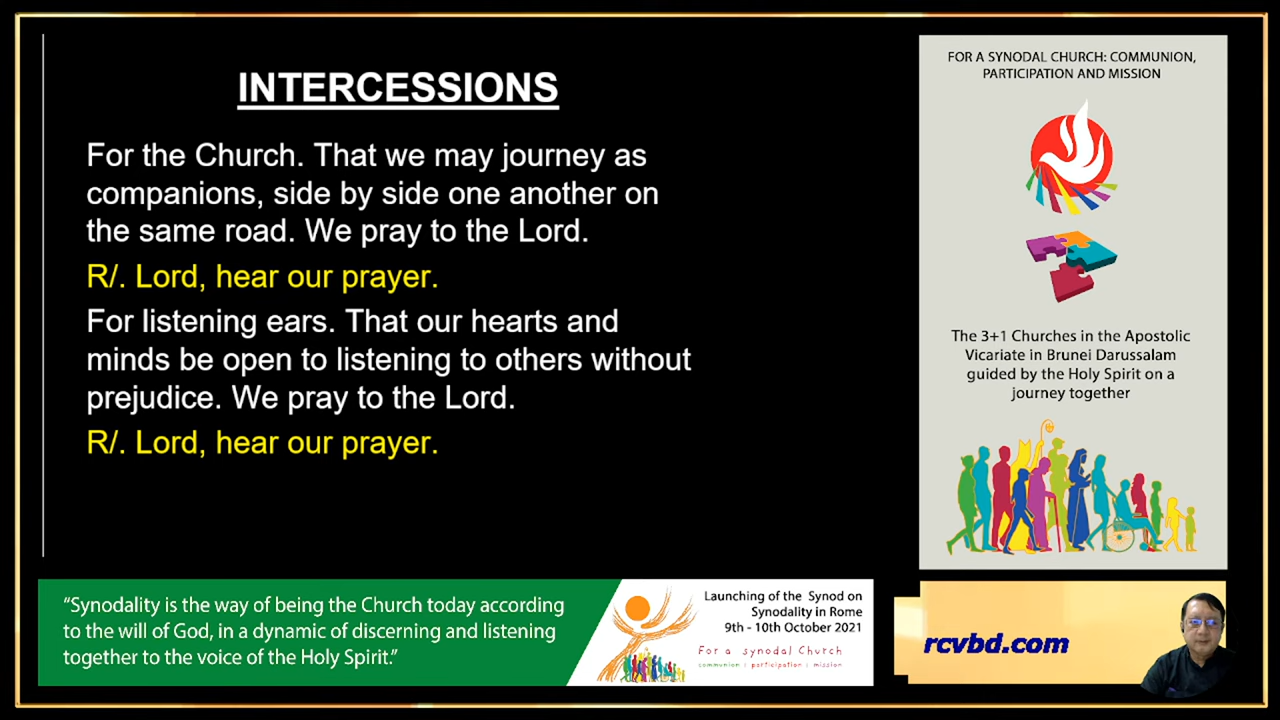 INTERCESSIONS
For the Church. That we may journey as
companions, side by side one another on
the same road. We pray to the Lord.
R/. Lord, hear our prayer.
For listening ears. That our hearts and
minds be open to listening to others without
prejudice. We pray to the Lord.
R/. Lord, hear our prayer.
FOR A SYNODAL CHURCH: COMMUNION,
PARTICIPATION AND MISSION
The 3+1 Churches in the Apostolic
Vicariate in Brunei Darussalam
guided by the Holy Spirit on a
journey together
“Synodality is the way of being the Church today according
to the will of God, in a dynamic of discerning and listening
together to the voice of the Holy Spirit.”
Launching of the Synod on
Synodality in Rome
9th - 10th October 2021
For a synodal Church
communion | participation | mission
rcvbd.com